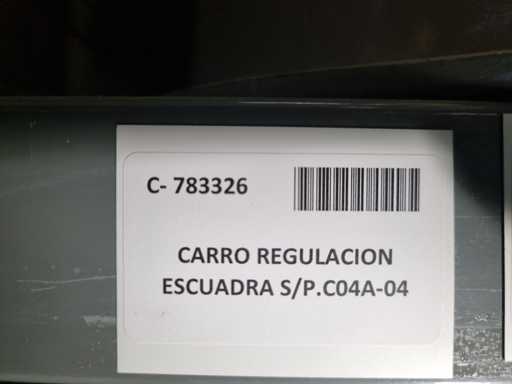 C- 783326
CARRO REGULACION
ESCUADRA S/P.C04A-04